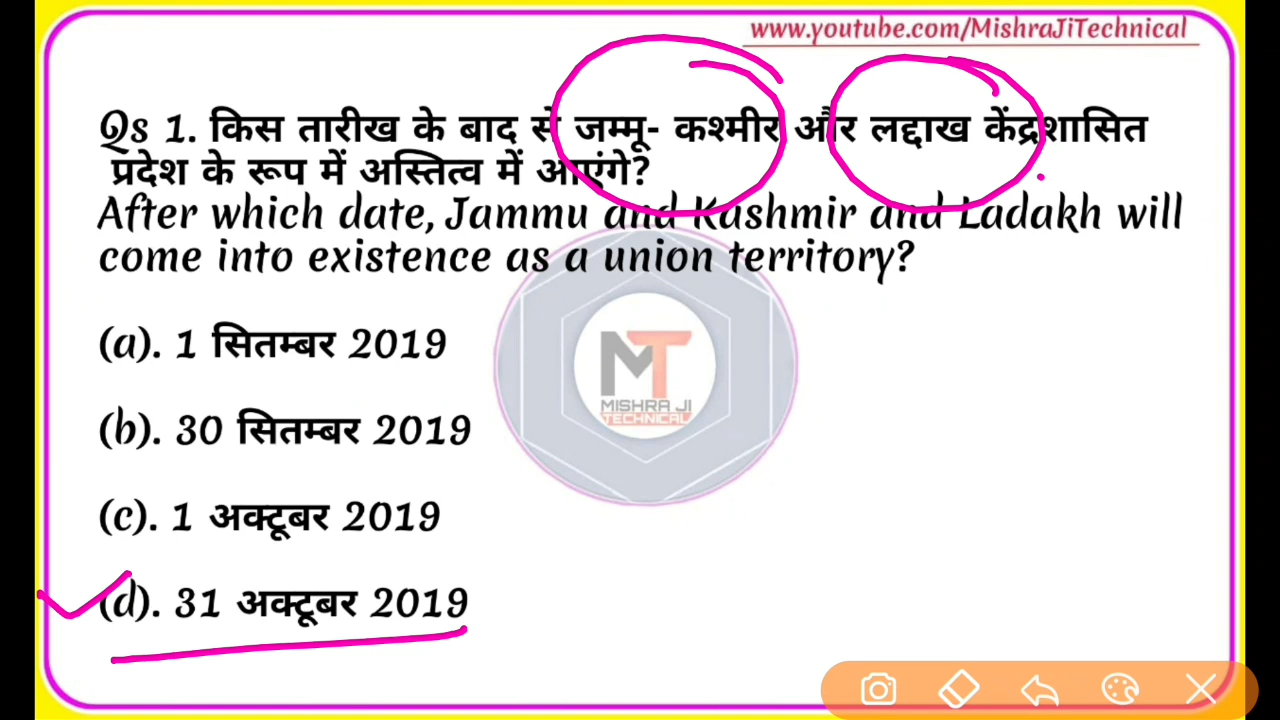 www.youtube.com/MishraJiTechnical
Qs 1. किस तारीख के बाद से जम्मू- कश्मीर और लद्दाख केंद्रशासित
प्रदेश के रूप में अस्तित्व में आएंगे?
After which date, Jammu and Kashmir and Ladakh will
come into existence as a union territory?
(a). 1 सितम्बर 2019
MT
MISHRA JI
TECHNICAL
(b). 30 सितम्बर 2019
(c). 1 अक्टूबर 2019
(d). 31 अक्टूबर 2019